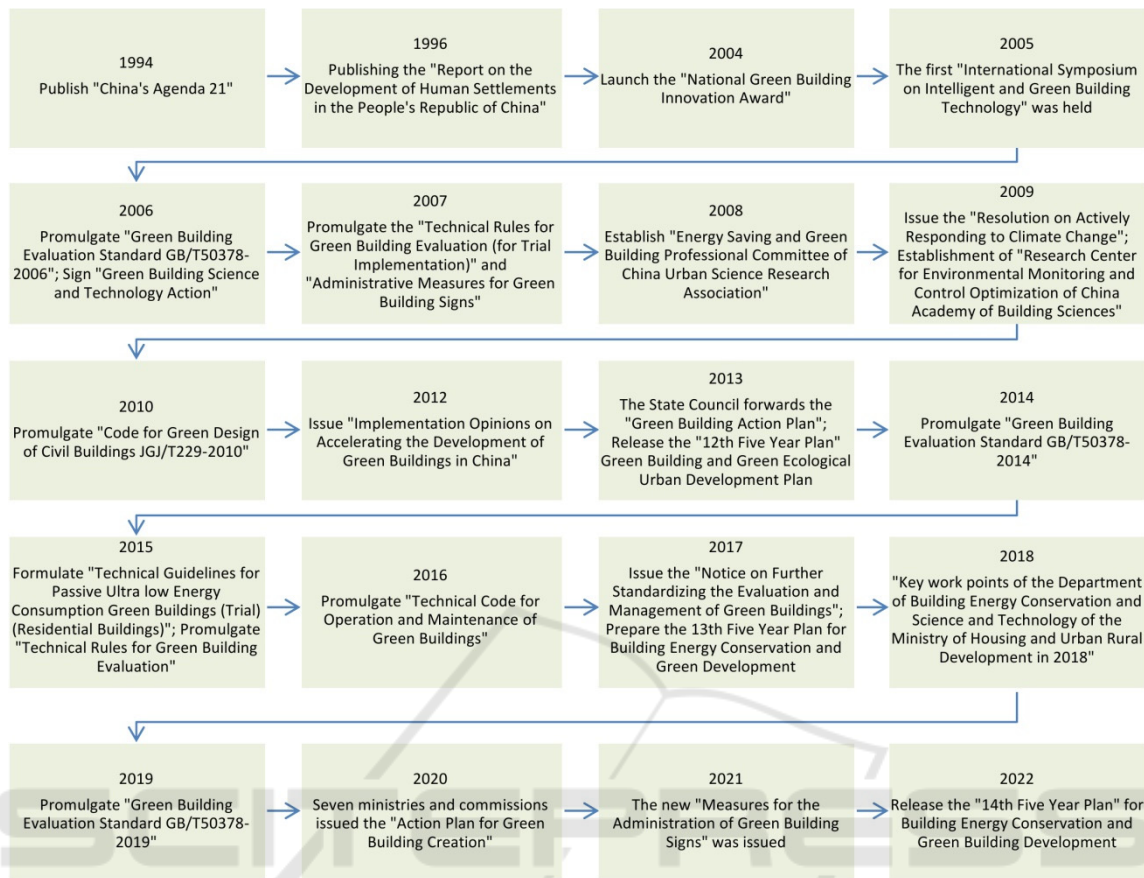 1994
Publish "China's Agenda 21"
1996
Publishing the "Report on the
Development of Human Settlements
in the People's Republic of China"
2004
Launch the "National Green Building
Innovation Award"
2005
The first "International Symposium
on Intelligent and Green Building
Technology" was held
2006
Promulgate "Green Building
Evaluation Standard GB/T50378-
2006"; Sign "Green Building Science
and Technology Action"
2007
Promulgate the "Technical Rules for
Green Building Evaluation (for Trial
Implementation)" and
"Administrative Measures for Green
Building Signs"
2008
Establish "Energy Saving and Green
Building Professional Committee of
China Urban Science Research
Association"
2009
Issue the "Resolution on Actively
Responding to Climate Change";
Establishment of "Research Center
for Environmental Monitoring and
Control Optimization of China
Academy of Building Sciences"
2010
Promulgate "Code for Green Design
of Civil Buildings JGJ/T229-2010"
2012
Issue "Implementation Opinions on
Accelerating the Development of
Green Buildings in China"
2013
The State Council forwards the
"Green Building Action Plan";
Release the "12th Five Year Plan"
Green Building and Green Ecological
Urban Development Plan
2014
Promulgate "Green Building
Evaluation Standard GB/T50378-
2014"
2015
Formulate "Technical Guidelines for
Passive Ultra low Energy
Consumption Green Buildings (Trial)
(Residential Buildings)"; Promulgate
"Technical Rules for Green Building
Evaluation"
2016
Promulgate "Technical Code for
Operation and Maintenance of
Green Buildings"
2017
Issue the "Notice on Further
Standardizing the Evaluation and
Management of Green Buildings";
Prepare the 13th Five Year Plan for
Building Energy Conservation and
Green Development
2018
"Key work points of the Department
of Building Energy Conservation and
Science and Technology of the
Ministry of Housing and Urban Rural
Development in 2018"
2019
Promulgate "Green Building
Evaluation Standard GB/T50378-
2019"
2020
Seven ministries and commissions
issued the "Action Plan for Green
Building Creation"
2021
The new "Measures for the
Administration of Green Building
Signs" was issued
2022
Release the "14th Five Year Plan" for
Building Energy Conservation and
Green Building Development
SCITEPRESS